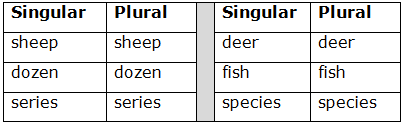 Singular Plural Singular Plural
sheep sheep deer deer
dozen dozen fish fish
series series species species